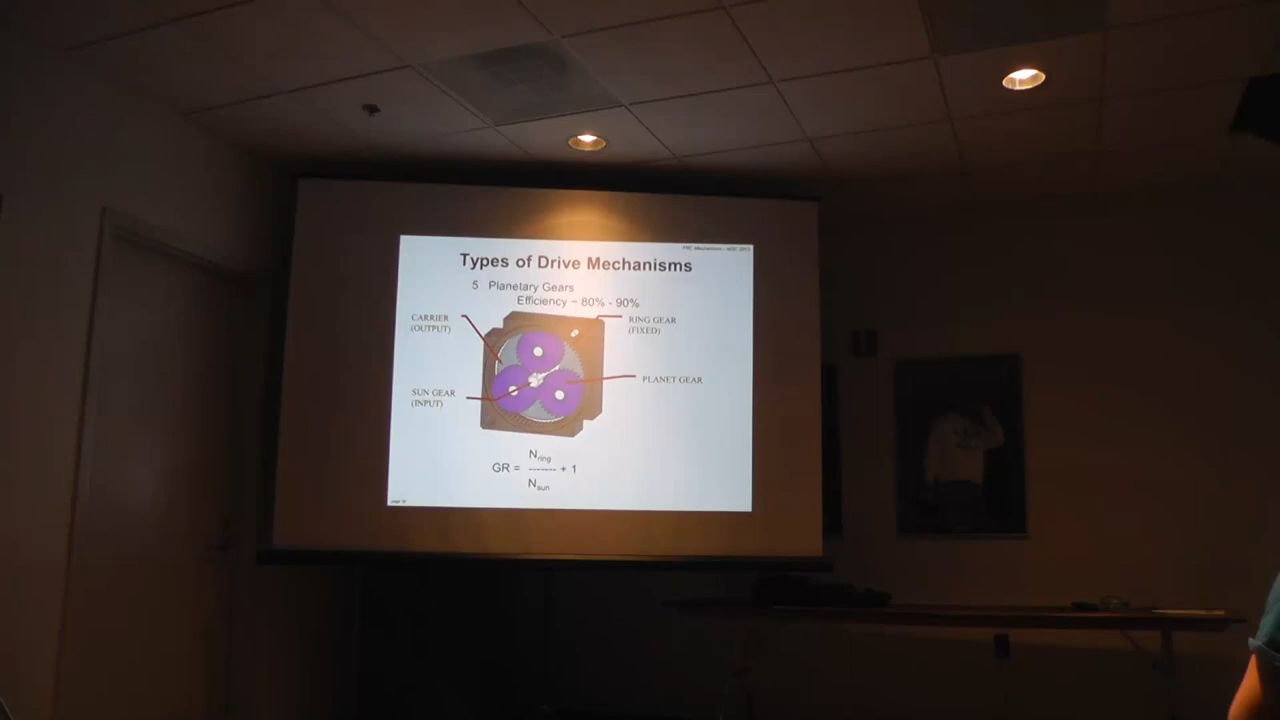 Types of Drive Mechanisms
5 Planetary Gears
Efficiency ~ 80% - 90%
CARRIER
(OUTPUT)
RING GEAR
(FIXED)
PLANET GEAR
SUN GEAR
(INPUT)
N ring
GR = -------- + 1
N sun